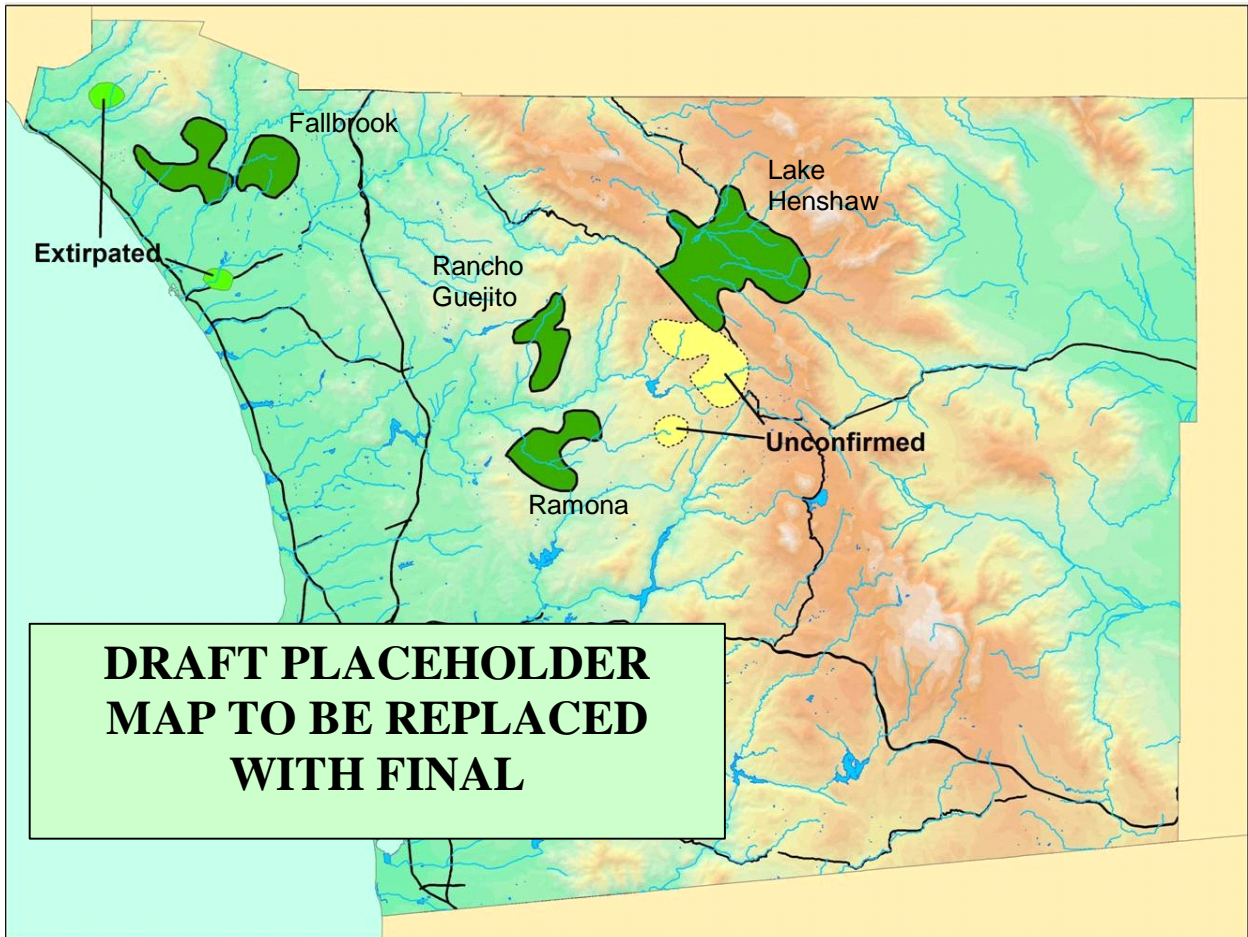 Fallbrook
Lake
Henshaw
Extirpated
Rancho
Guejito
Unconfirmed
Ramona
DRAFT PLACEHOLDER
MAP TO BE REPLACED
WITH FINAL